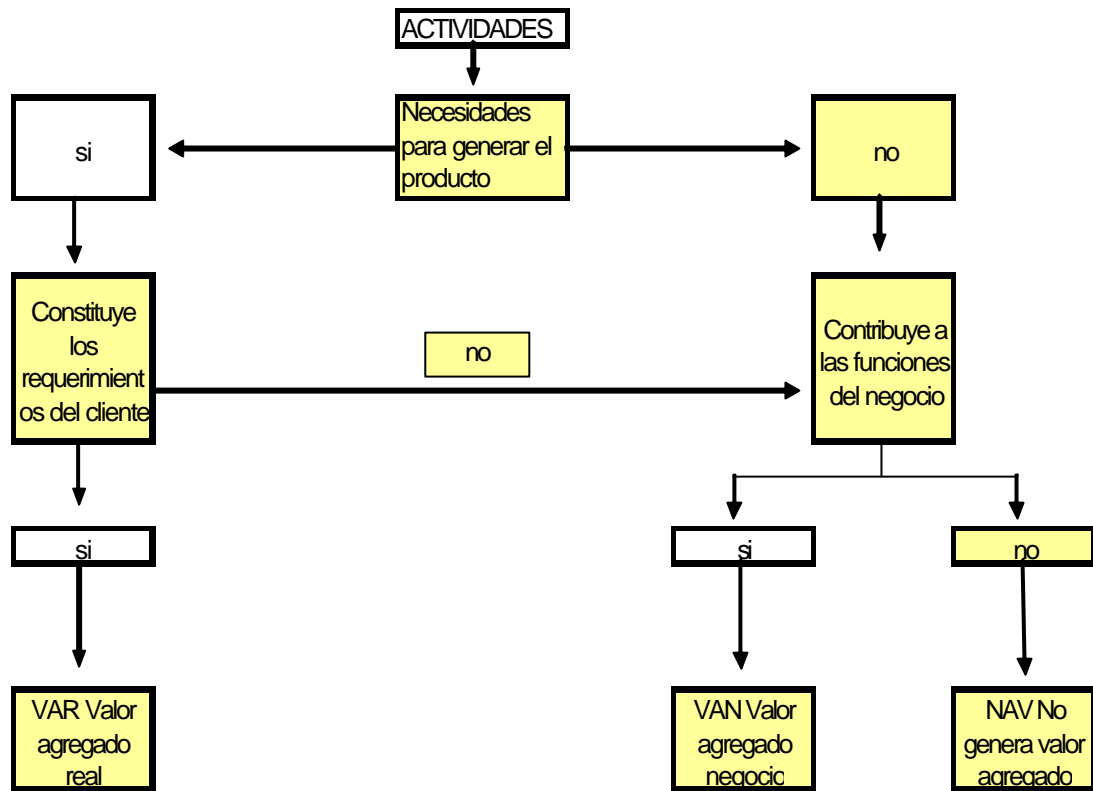 ACTIVIDADES
Necesidades
para generar el
producto
si
no
Constituye
los
requerimient
os del cliente
no
Contribuye a
las funciones
del negocio
si
si
no
VAR Valor
agregado
real
VAN Valor
agregado
negocio
NAV No
genera valor
agregado